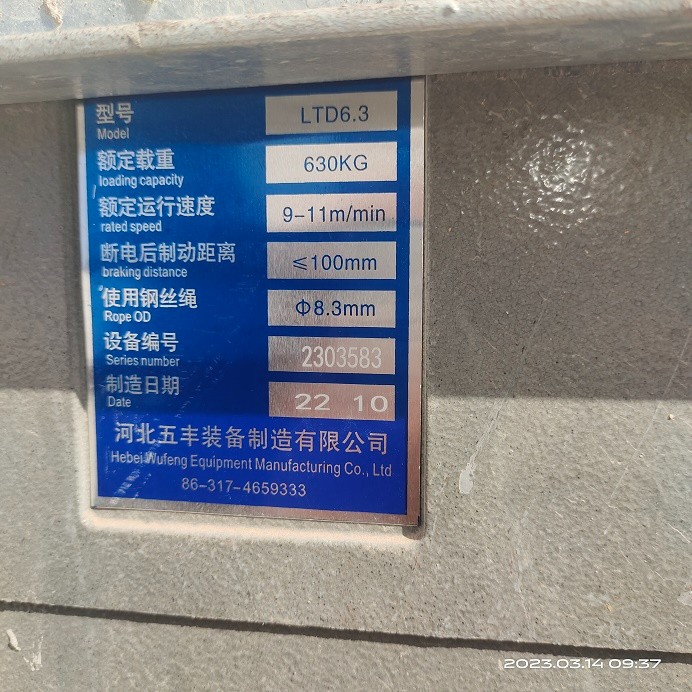 型号 LTD6.3
Model
额定载重 630KG
loading capacity
额定运行速度 9-11m/min
rated speed
断电后制动距离 ≤100mm
braking distance
使用钢丝绳 Φ8.3mm
Rope OD
设备编号 2303583
Series number
制造日期 22 10
Date
河北五丰装备制造有限公司
Hebei Wufeng Equipment Manufacturing Co., Ltd
86-317-4659333
2023.03.14 09:37